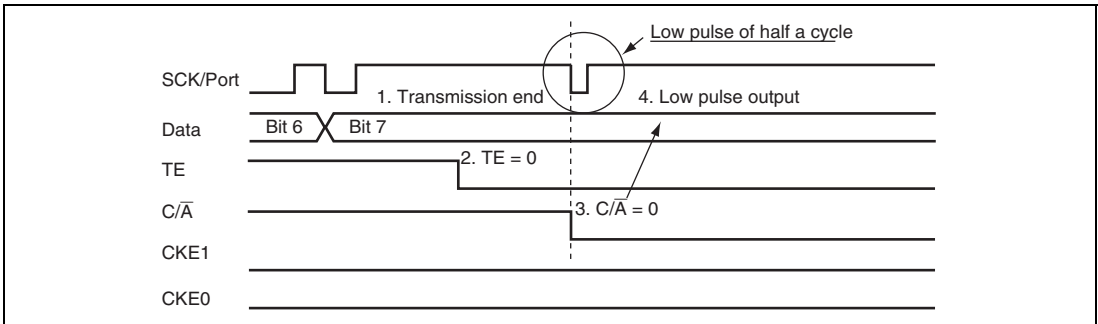 Low pulse of half a cycle
SCK/Port
1. Transmission end
4. Low pulse output
Data
Bit 6
Bit 7
TE
2. TE = 0
C/A̅
3. C/A̅ = 0
CKE1
CKE0